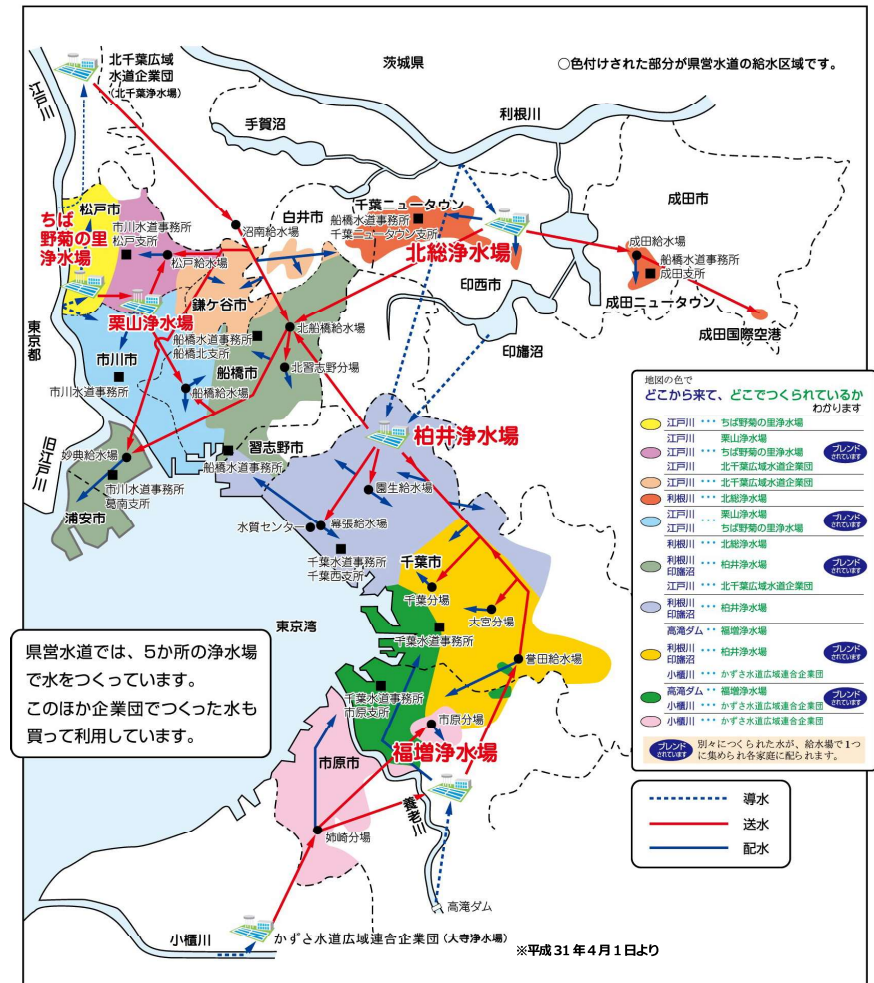 北千葉広域
水道企業団
(北千葉浄水場)
茨城県
○色付けされた部分が県営水道の給水区域です。
江戸川
手賀沼
利根川
松戸市
白井市
千葉ニュータウン
船橋水道事務所
千葉ニュータウン支所
成田市
ちば
野菊の里
浄水場
市川水道事務所
松戸支所
沼南給水場
松戸給水場
北総浄水場
成田給水場
船橋水道事務所
成田支所
印西市
成田ニュータウン
成田国際空港
栗山浄水場
鎌ケ谷市
東京都
北船橋給水場
印旛沼
船橋水道事務所
船橋北支所
市川市
船橋市
北習志野分場
市川水道事務所
船橋給水場
旧江戸川
妙典給水場
習志野市
柏井浄水場
船橋水道事務所
市川水道事務所
葛南支所
浦安市
園生給水場
水質センター
幕張給水場
千葉水道事務所
千葉西支所
千葉市
千葉分場
東京湾
大宮分場
千葉水道事務所
誉田給水場
千葉水道事務所
市原支所
市原分場
福増浄水場
市原市
養老川
姉崎分場
高滝ダム
小櫃川
かずさ水道広域連合企業団(大寺浄水場)
※平成31年4月1日より
県営水道では、5か所の浄水場
で水をつくっています。
このほか企業団でつくった水も
買って利用しています。
地図の色で
どこから来て、どこでつくられているか
わかります
江戸川 ・・・ ちば野菊の里浄水場
江戸川 栗山浄水場
江戸川 ・・・ ちば野菊の里浄水場
ブレンドされています
江戸川 北千葉広域水道企業団
江戸川 ・・・ 北千葉広域水道企業団
利根川 ・・・ 北総浄水場
江戸川 栗山浄水場
江戸川 ・・・ ちば野菊の里浄水場
ブレンドされています
利根川 ・・・ 北総浄水場
利根川
印旛沼 ・・・ 柏井浄水場
ブレンドされています
江戸川 ・・・ 北千葉広域水道企業団
利根川
印旛沼 ・・・ 柏井浄水場
高滝ダム ・・ 福増浄水場
利根川
印旛沼 ・・・ 柏井浄水場
ブレンドされています
小櫃川 ・・・ かずさ水道広域連合企業団
高滝ダム ・・ 福増浄水場
ブレンドされています
小櫃川 ・・・ かずさ水道広域連合企業団
小櫃川 ・・・ かずさ水道広域連合企業団
ブレンドされています
別々につくられた水が、給水場で1つ
に集められ各家庭に配られます。
導水
送水
配水